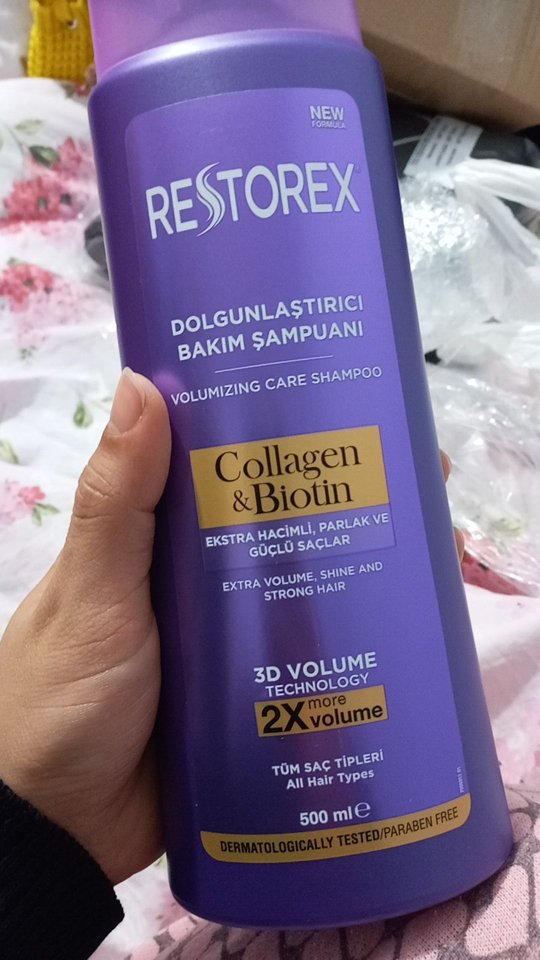 NEW
FORMULA
RESTOREX
DOLGUNLAŞTIRICI
BAKIM ŞAMPUANI
VOLUMIZING CARE SHAMPOO
Collagen
& Biotin
EKSTRA HACİMLİ, PARLAK VE
GÜÇLÜ SAÇLAR
EXTRA VOLUME, SHINE AND
STRONG HAIR
3D VOLUME
TECHNOLOGY
2X more volume
TÜM SAÇ TİPLERİ
All Hair Types
500 ml e
DERMATOLOGICALLY TESTED/PARABEN FREE